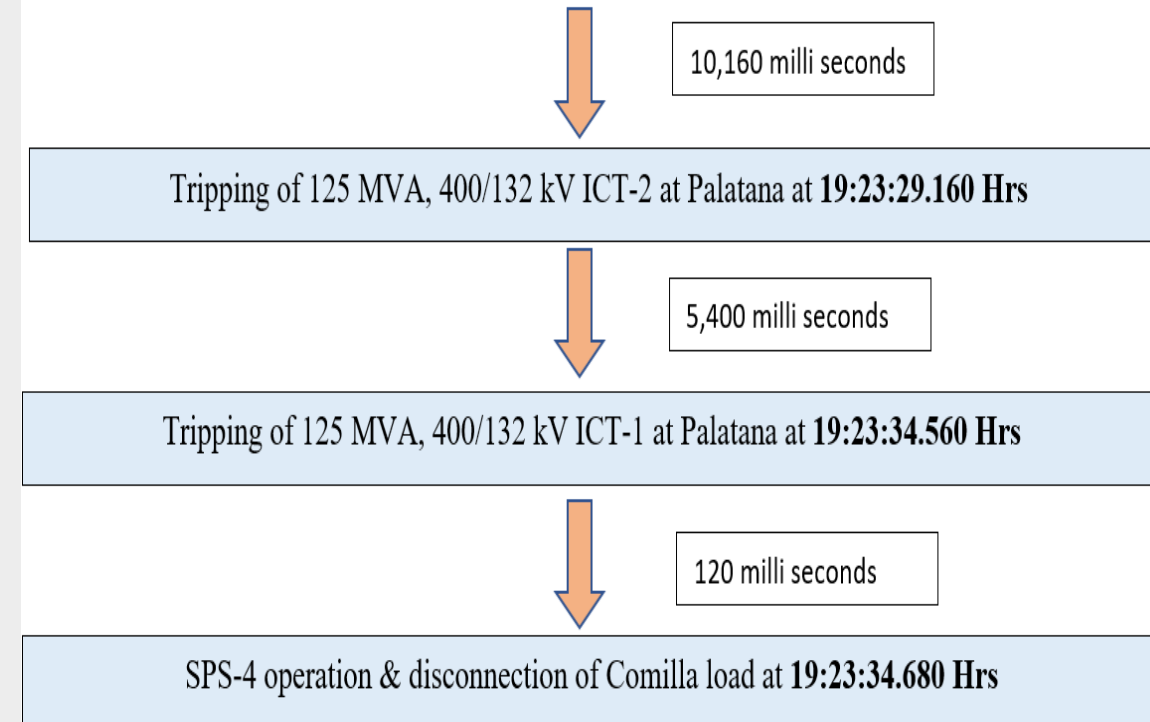 10,160 milli seconds
Tripping of 125 MVA, 400/132 kV ICT-2 at Palatana at 19:23:29.160 Hrs
5,400 milli seconds
Tripping of 125 MVA, 400/132 kV ICT-1 at Palatana at 19:23:34.560 Hrs
120 milli seconds
SPS-4 operation & disconnection of Comilla load at 19:23:34.680 Hrs